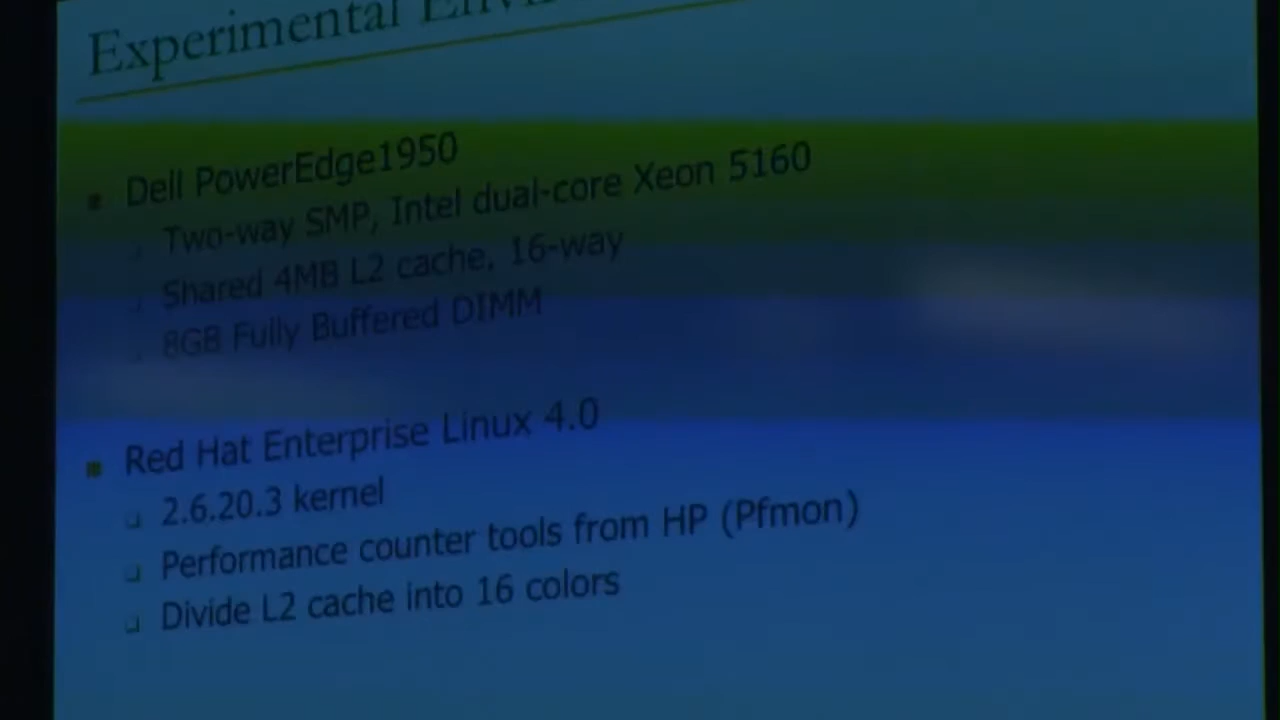 Experimental
Dell PowerEdge1950
Two-way SMP, Intel dual-core Xeon 5160
Shared 4MB L2 cache, 16-way
8GB Fully Buffered DIMM
Red Hat Enterprise Linux 4.0
2.6.20.3 kernel
Performance counter tools from HP (Pfmon)
Divide L2 cache into 16 colors